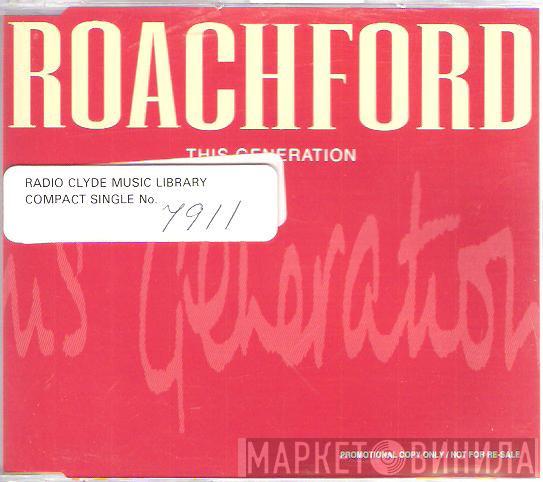 ROACHFORD
THIS GENERATION
RADIO CLYDE MUSIC LIBRARY
COMPACT SINGLE No. 7911
is Generation
PROMOTIONAL COPY ONLY / NOT FOR RE-SALE
МАРКЕТ ВИНИЛА